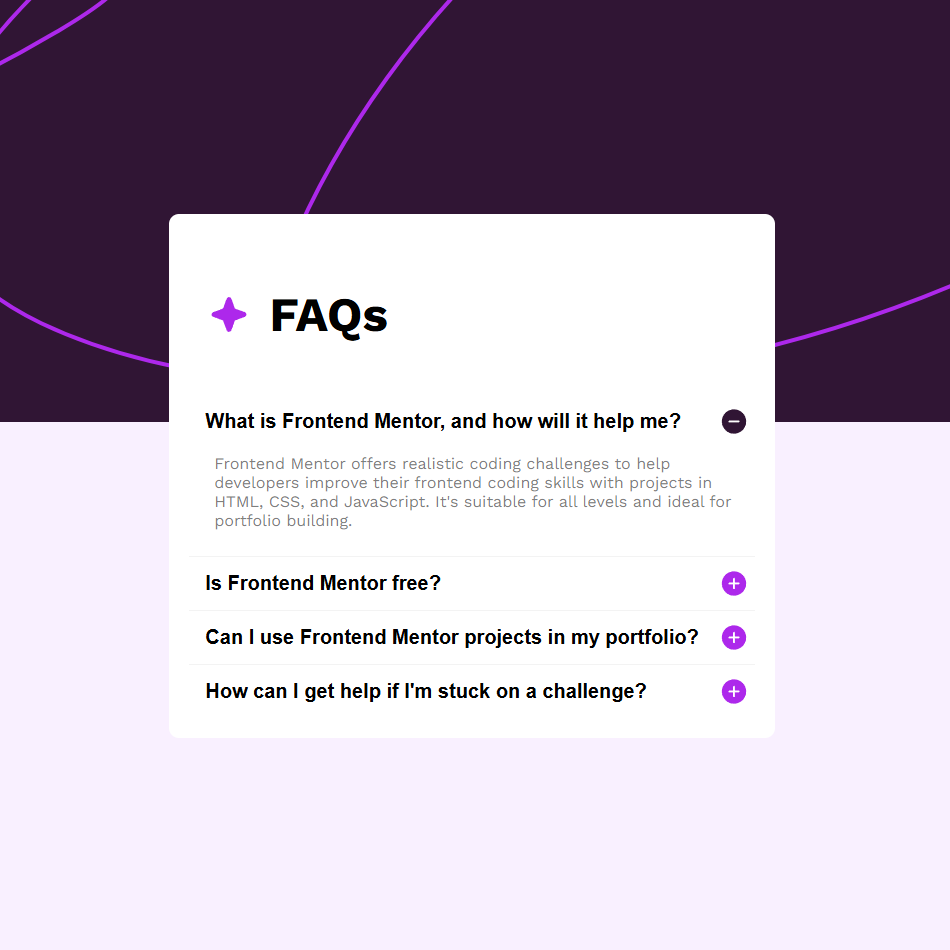 FAQs
What is Frontend Mentor, and how will it help me?
Frontend Mentor offers realistic coding challenges to help
developers improve their frontend coding skills with projects in
HTML, CSS, and JavaScript. It's suitable for all levels and ideal for
portfolio building.
Is Frontend Mentor free?
Can I use Frontend Mentor projects in my portfolio?
How can I get help if I'm stuck on a challenge?